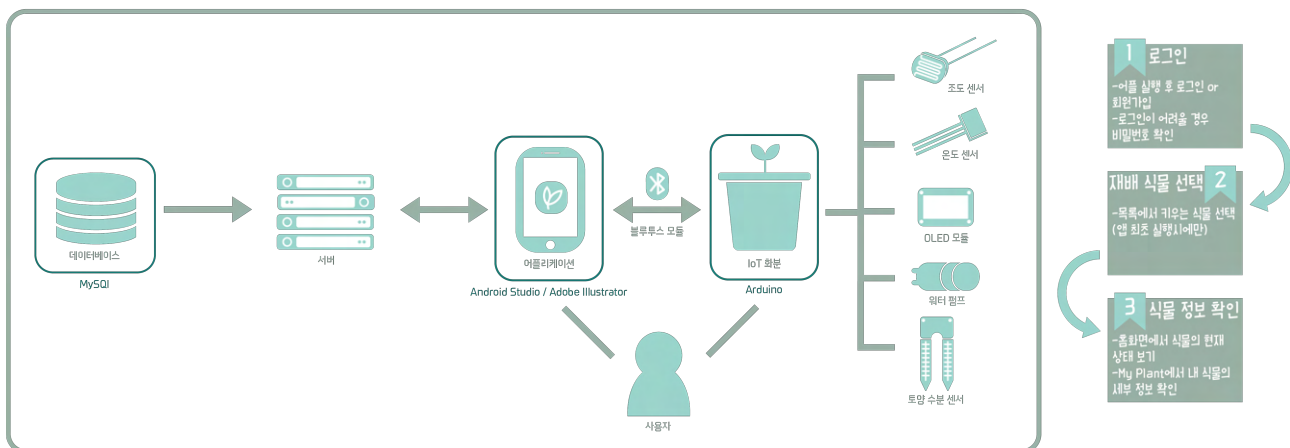 데이터베이스
MySQl
서버
어플리케이션
Android Studio / Adobe Illustrator
블루투스 모듈
IoT 화분
Arduino
사용자
조도 센서
온도 센서
OLED 모듈
워터 펌프
토양 수분 센서
1 로그인
-어플 실행 후 로그인 or
회원가입
-로그인이 어려울 경우
비밀번호 확인
재배 식물 선택 2
-목록에서 키우는 식물 선택
(앱 최초 실행시에만)
3 식물 정보 확인
-홈화면에서 식물의 현재
상태 보기
-My Plant에서 내 식물의
세부 정보 확인